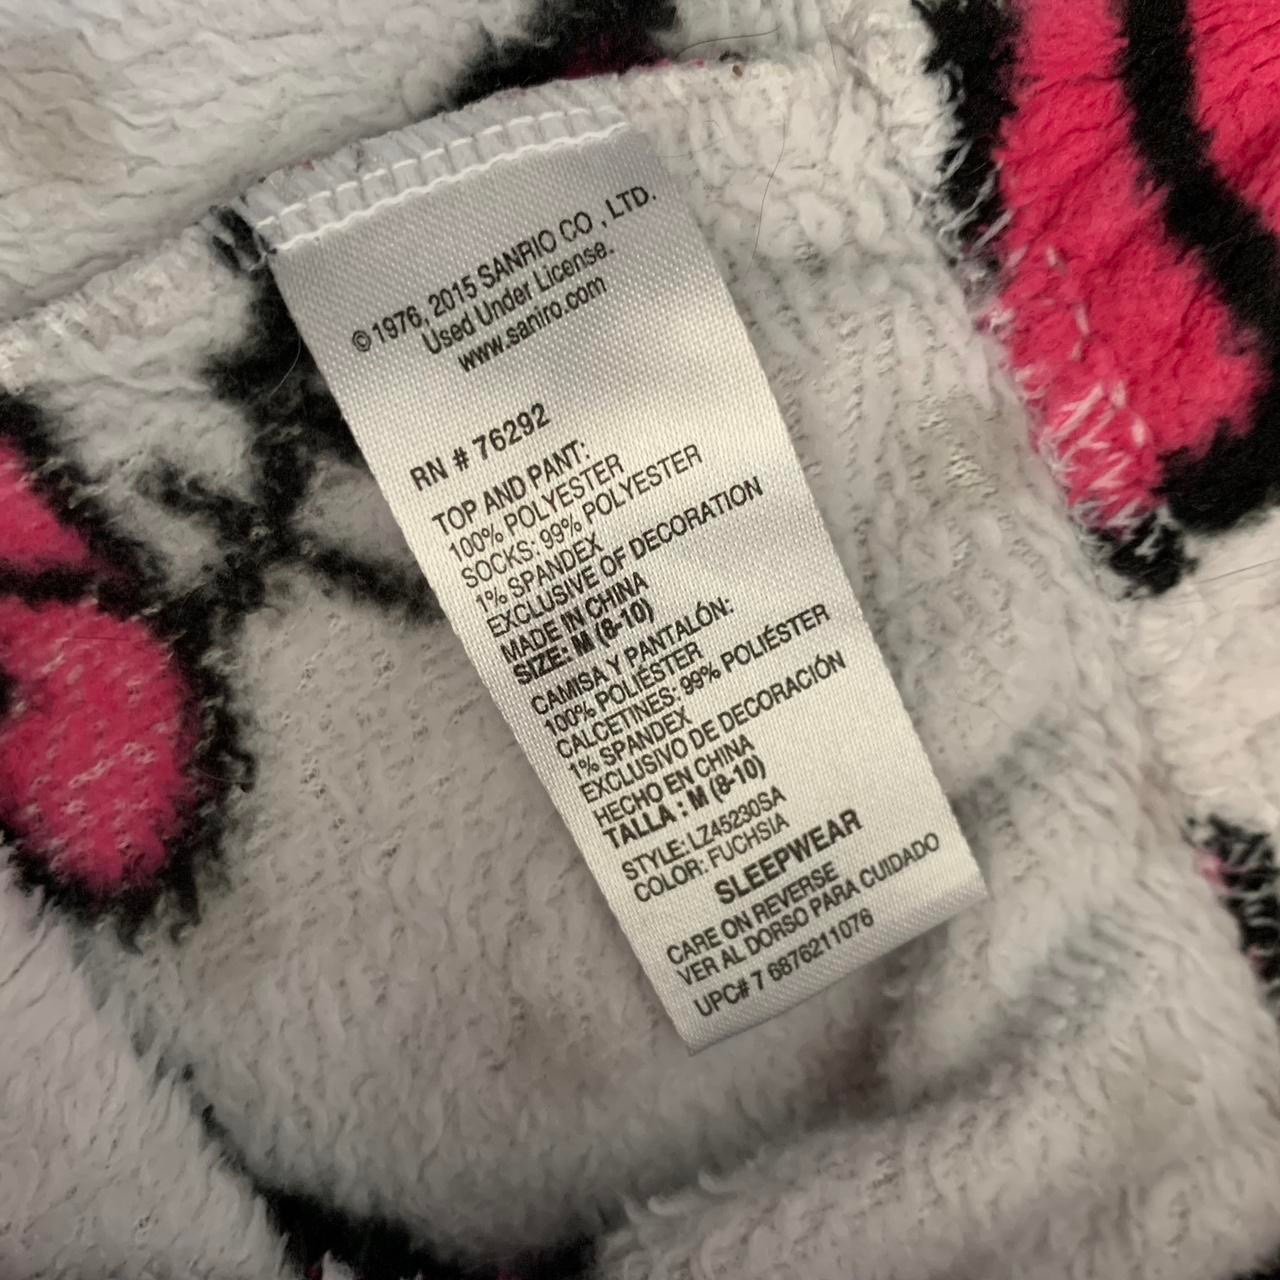 © 1976, 2015 SANRIO CO , LTD.
Used Under License.
www.saniro.com
RN # 76292
TOP AND PANT:
100% POLYESTER
SOCKS: 99% POLYESTER
1% SPANDEX
EXCLUSIVE OF DECORATION
MADE IN CHINA
SIZE: M (8-10)
CAMISA Y PANTALÓN:
100% POLIÉSTER
CALCETINES: 99% POLIÉSTER
1% SPANDEX
EXCLUSIVO DE DECORACIÓN
HECHO EN CHINA
TALLA : M (8-10)
STYLE: LZ45230SA
COLOR: FUCHSIA
SLEEPWEAR
CARE ON REVERSE
VER AL DORSO PARA CUIDADO
UPC# 7 6876211076